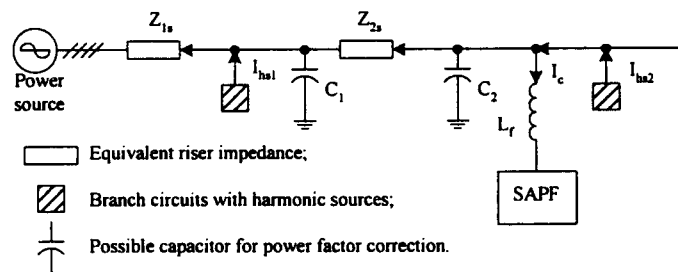 Z1s
Z2s
Power
source
Ihs1
C1
C2
Ic
Ihs2
Lf
SAPF
Equivalent riser impedance;
Branch circuits with harmonic sources;
Possible capacitor for power factor correction.